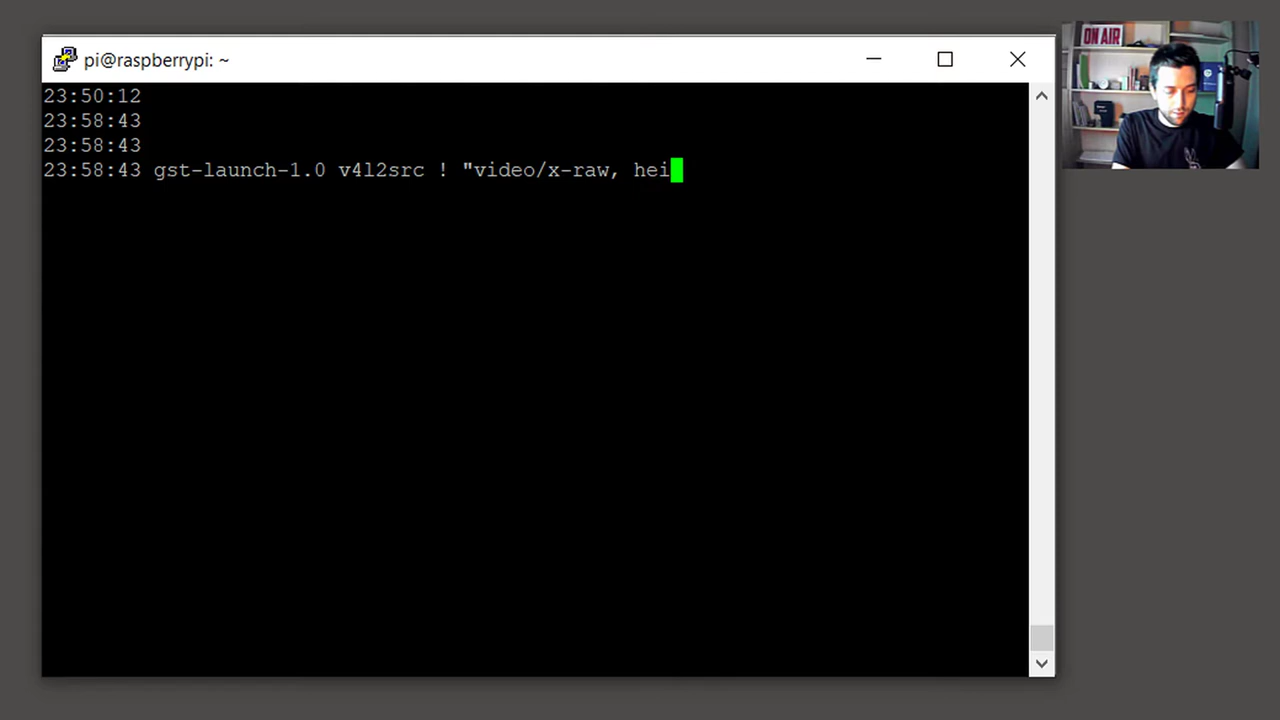 pi@raspberrypi: ~
ON AIR
23:50:12
23:58:43
23:58:43
23:58:43 gst-launch-1.0 v4l2src ! "video/x-raw, hei